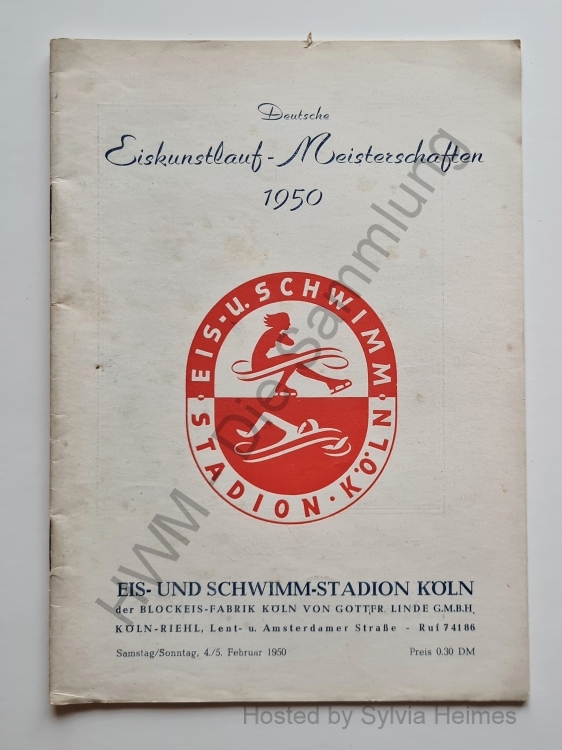 Deutsche
Eiskunstlauf-Meisterschaften
1950
EIS-U.SCHWIMM-
STADION·KÖLN
EIS- UND SCHWIMM-STADION KÖLN
der BLOCKEIS-FABRIK KÖLN VON GOTTFR. LINDE G.M.B.H.
KÖLN-RIEHL, Lent- u. Amsterdamer Straße - Ruf 74186
Samstag/Sonntag, 4./5. Februar 1950 Preis 0.30 DM
HWM Die Sammlung
Hosted by Sylvia Heimes